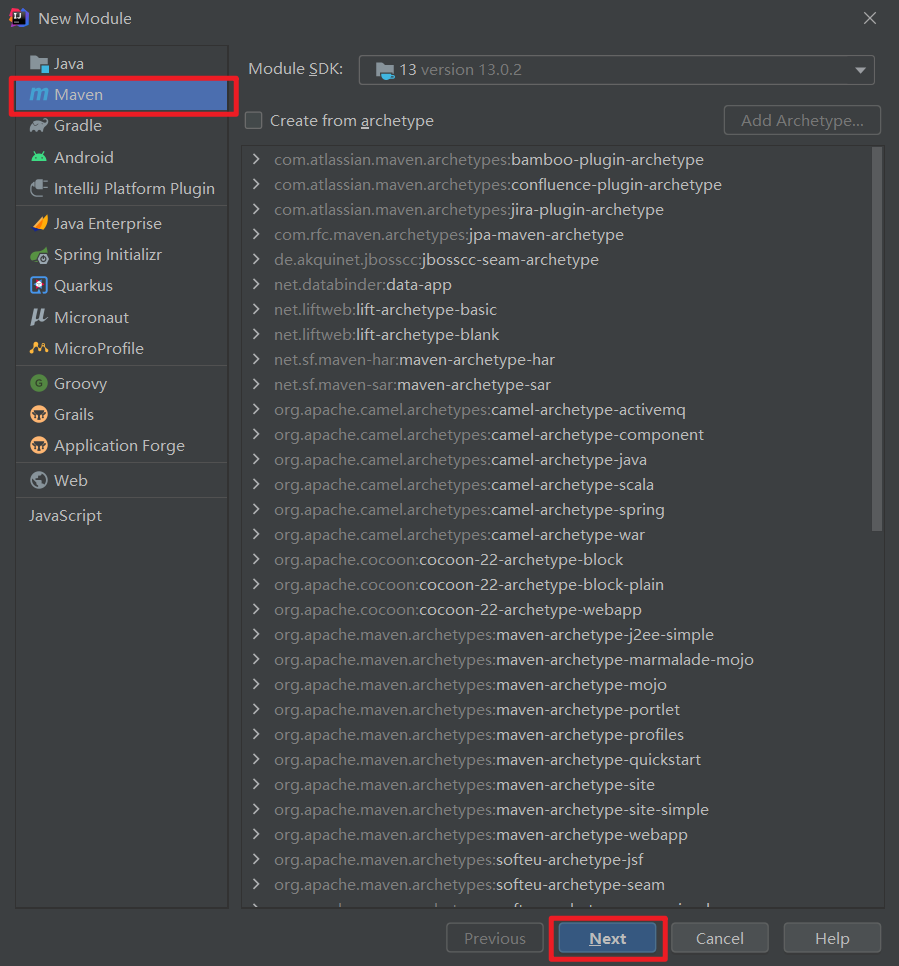 New Module
Java
Maven
Gradle
Android
IntelliJ Platform Plugin
Java Enterprise
Spring Initializr
Quarkus
Micronaut
MicroProfile
Groovy
Grails
Application Forge
Web
JavaScript
Module SDK: 13 version 13.0.2
Create from archetype Add Archetype...
com.atlassian.maven.archetypes:bamboo-plugin-archetype
com.atlassian.maven.archetypes:confluence-plugin-archetype
com.atlassian.maven.archetypes:jira-plugin-archetype
com.rfc.maven.archetypes:jpa-maven-archetype
de.akquinet.jbosscc:jbosscc-seam-archetype
net.databinder:data-app
net.liftweb:lift-archetype-basic
net.liftweb:lift-archetype-blank
net.sf.maven-har:maven-archetype-har
net.sf.maven-sar:maven-archetype-sar
org.apache.camel.archetypes:camel-archetype-activemq
org.apache.camel.archetypes:camel-archetype-component
org.apache.camel.archetypes:camel-archetype-java
org.apache.camel.archetypes:camel-archetype-scala
org.apache.camel.archetypes:camel-archetype-spring
org.apache.camel.archetypes:camel-archetype-war
org.apache.cocoon:cocoon-22-archetype-block
org.apache.cocoon:cocoon-22-archetype-block-plain
org.apache.cocoon:cocoon-22-archetype-webapp
org.apache.maven.archetypes:maven-archetype-j2ee-simple
org.apache.maven.archetypes:maven-archetype-marmalade-mojo
org.apache.maven.archetypes:maven-archetype-mojo
org.apache.maven.archetypes:maven-archetype-portlet
org.apache.maven.archetypes:maven-archetype-profiles
org.apache.maven.archetypes:maven-archetype-quickstart
org.apache.maven.archetypes:maven-archetype-site
org.apache.maven.archetypes:maven-archetype-site-simple
org.apache.maven.archetypes:maven-archetype-webapp
org.apache.maven.archetypes:softeu-archetype-jsf
org.apache.maven.archetypes:softeu-archetype-seam
Previous Next Cancel Help